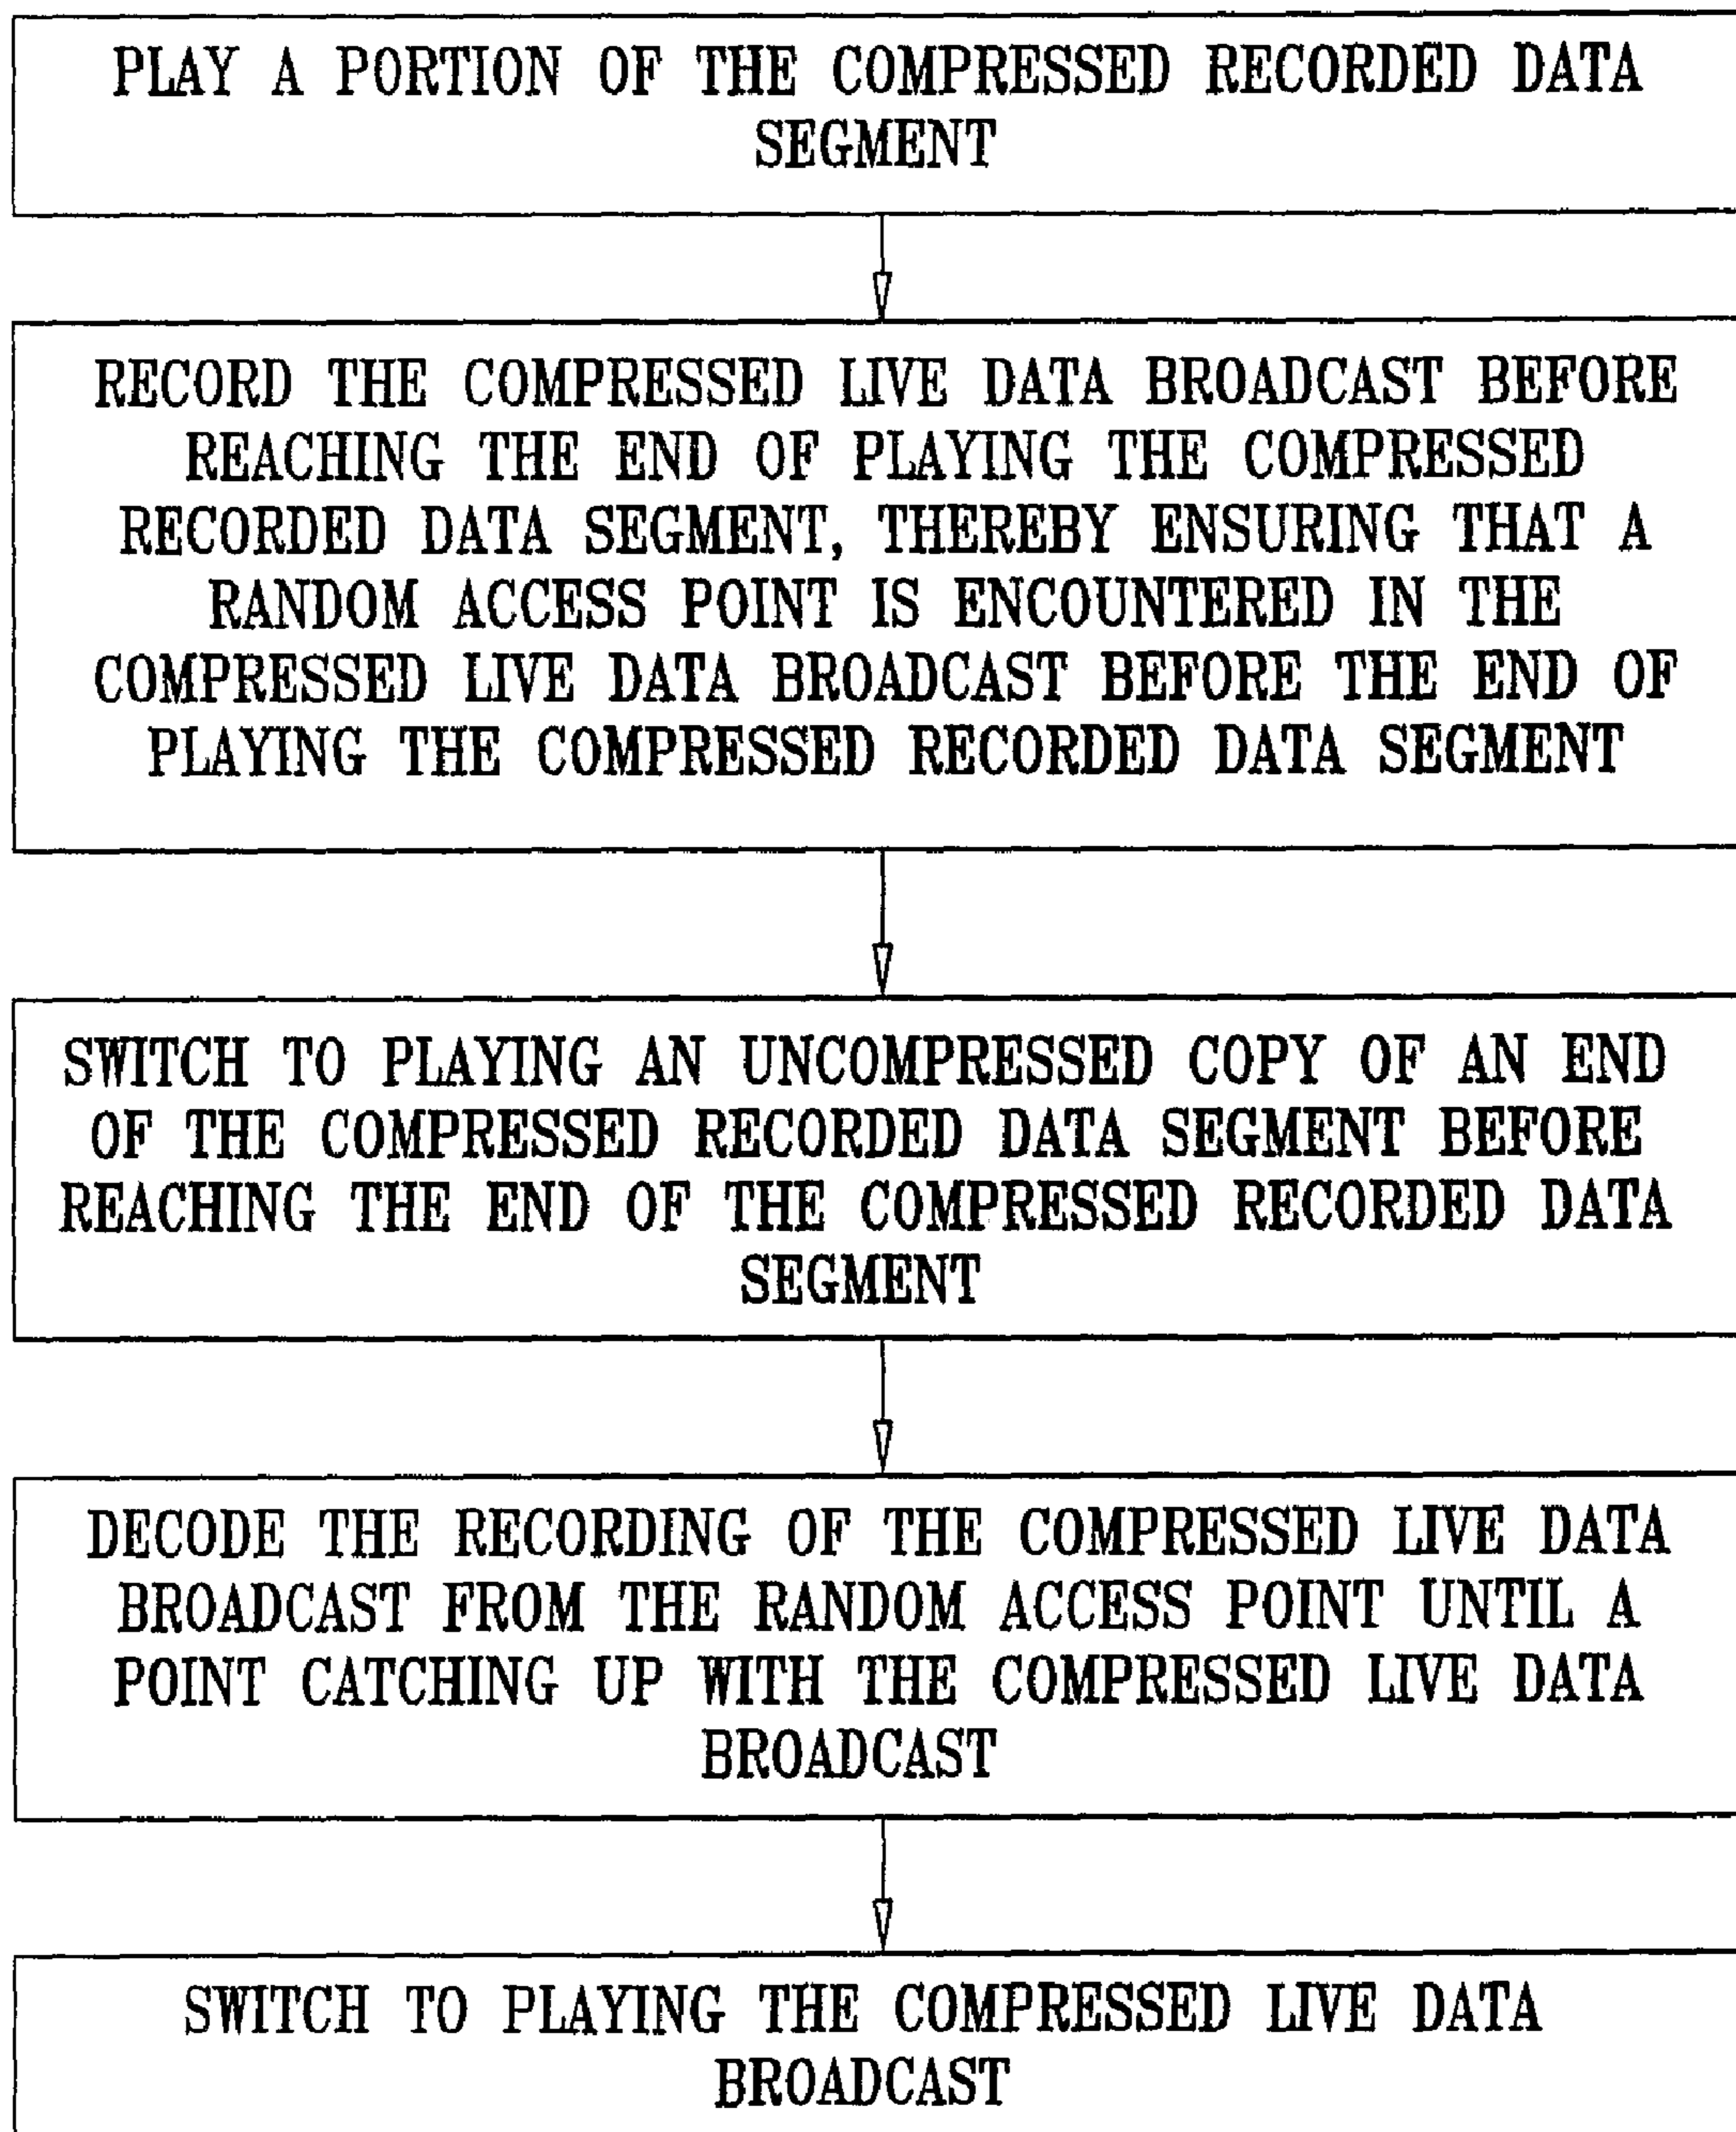 PLAY A PORTION OF THE COMPRESSED RECORDED DATA
SEGMENT
RECORD THE COMPRESSED LIVE DATA BROADCAST BEFORE
REACHING THE END OF PLAYING THE COMPRESSED
RECORDED DATA SEGMENT, THEREBY ENSURING THAT A
RANDOM ACCESS POINT IS ENCOUNTERED IN THE
COMPRESSED LIVE DATA BROADCAST BEFORE THE END OF
PLAYING THE COMPRESSED RECORDED DATA SEGMENT
SWITCH TO PLAYING AN UNCOMPRESSED COPY OF AN END
OF THE COMPRESSED RECORDED DATA SEGMENT BEFORE
REACHING THE END OF THE COMPRESSED RECORDED DATA
SEGMENT
DECODE THE RECORDING OF THE COMPRESSED LIVE DATA
BROADCAST FROM THE RANDOM ACCESS POINT UNTIL A
POINT CATCHING UP WITH THE COMPRESSED LIVE DATA
BROADCAST
SWITCH TO PLAYING THE COMPRESSED LIVE DATA
BROADCAST